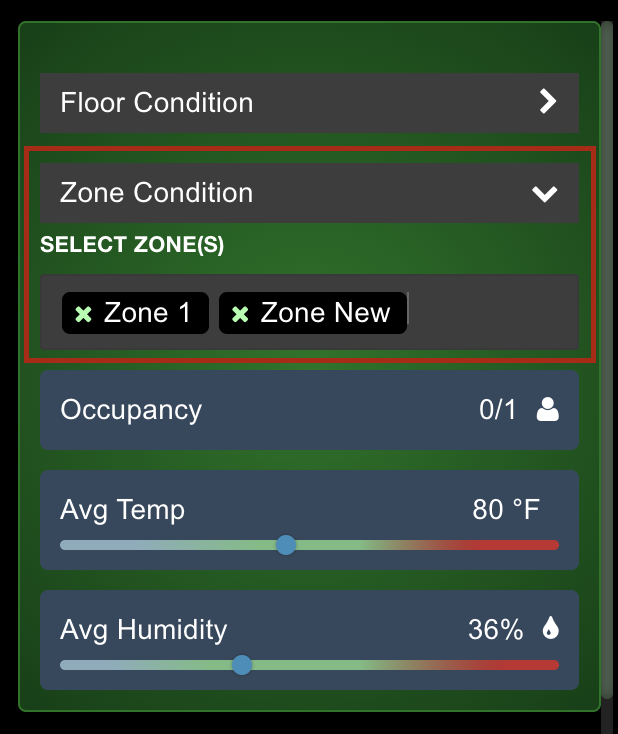 Floor Condition
Zone Condition
SELECT ZONE(S)
Zone 1 Zone New
Occupancy 0/1
Avg Temp 80 °F
Avg Humidity 36%